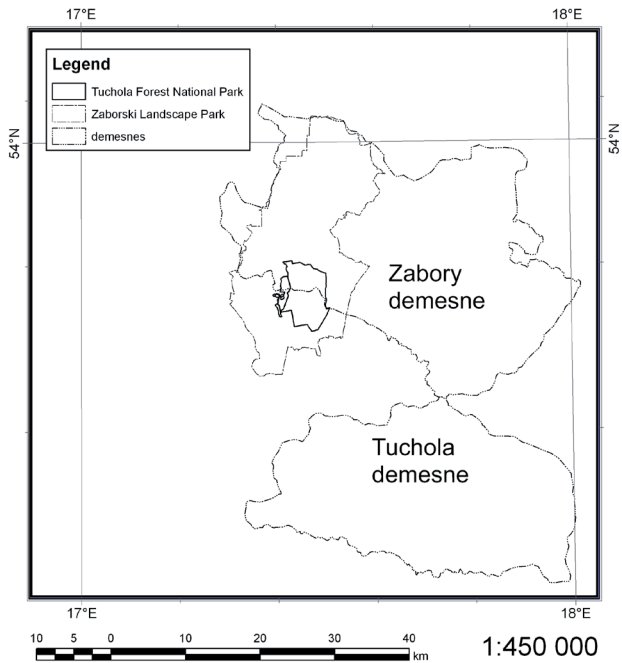 17°E 18°E
Legend
Tuchola Forest National Park
Zaborski Landscape Park
demesnes
54°N 54°N
Zabory
demesne
Tuchola
demesne
17°E 18°E
10 5 0 10 20 30 40
km
1:450 000